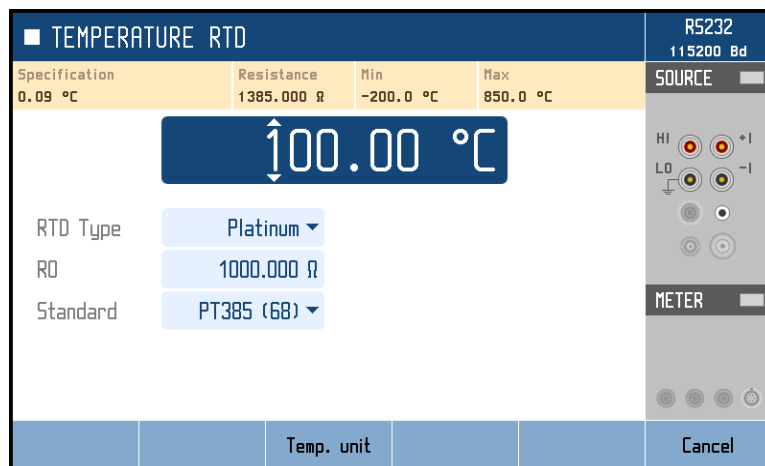 TEMPERATURE RTD
RS232
115200 Bd
Specification Resistance Min Max
0.09 °C 1385.000 Ω -200.0 °C 850.0 °C
SOURCE
100.00 °C
HI +I
LO -I
RTD Type Platinum
R0 1000.000 Ω
Standard PT385 (68)
METER
Temp. unit Cancel